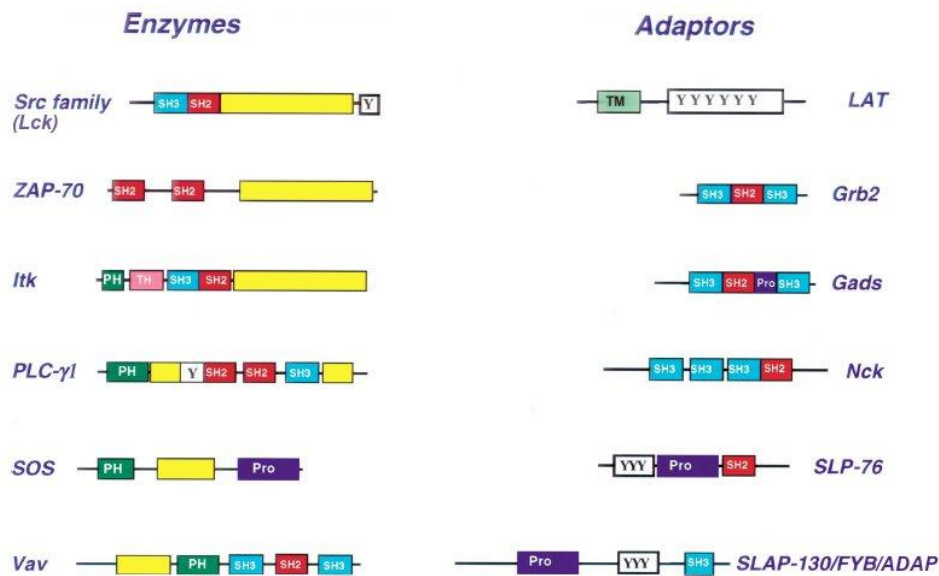 Enzymes
Adaptors
Src family
(Lck)
SH3 SH2 Y
TM Y Y Y Y Y Y
LAT
ZAP-70
SH2 SH2
SH3 SH2 SH3
Grb2
Itk
PH TH SH3 SH2
SH3 SH2 Pro SH3
Gads
PLC-γ1
PH Y SH2 SH2 SH3
SH3 SH3 SH3 SH2
Nck
SOS
PH Pro
YYY Pro SH2
SLP-76
Vav
PH SH3 SH2 SH3
Pro YYY SH3
SLAP-130/FYB/ADAP